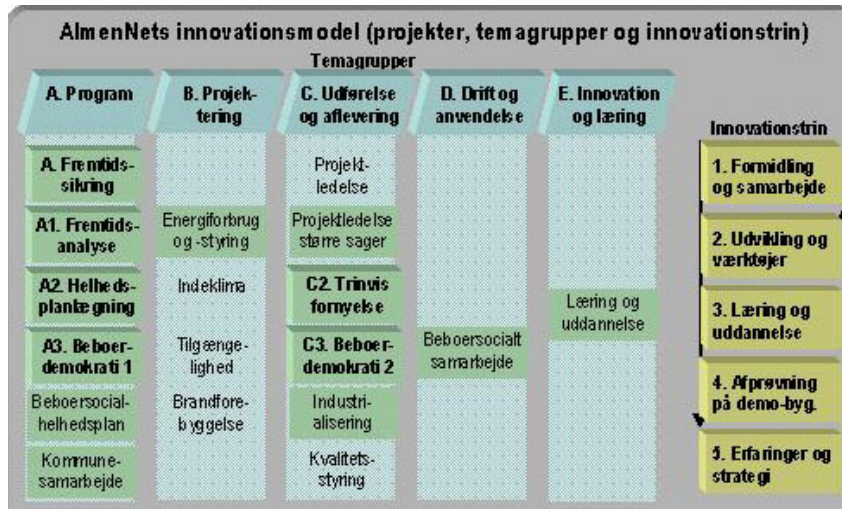 AlmenNets innovationsmodel (projekter, temagrupper og innovationstrin)
Temagrupper
A. Program
B. Projek-
tering
C. Udførelse
og aflevering
D. Drift og
anvendelse
E. Innovation
og læring
A. Fremtids-
sikring
A1. Fremtids-
analyse
A2. Helheds-
planlægning
A3. Beboer-
demokrati 1
Beboersocial-
helhedsplan
Kommune-
samarbejde
Energiforbrug
og -styring
Indeklima
Tilgænge-
lighed
Brandfore-
byggelse
Projekt-
ledelse
Projektledelse
større sager
C2. Trinvis
fornyelse
C3. Beboer-
demokrati 2
Industri-
alisering
Kvalitets-
styring
Beboersocialt
samarbejde
Læring og
uddannelse
Innovationstrin
1. Formidling
og samarbejde
2. Udvikling og
værktøjer
3. Læring og
uddannelse
4. Afprøvning
på demo-byg.
5. Erfaringer og
strategi